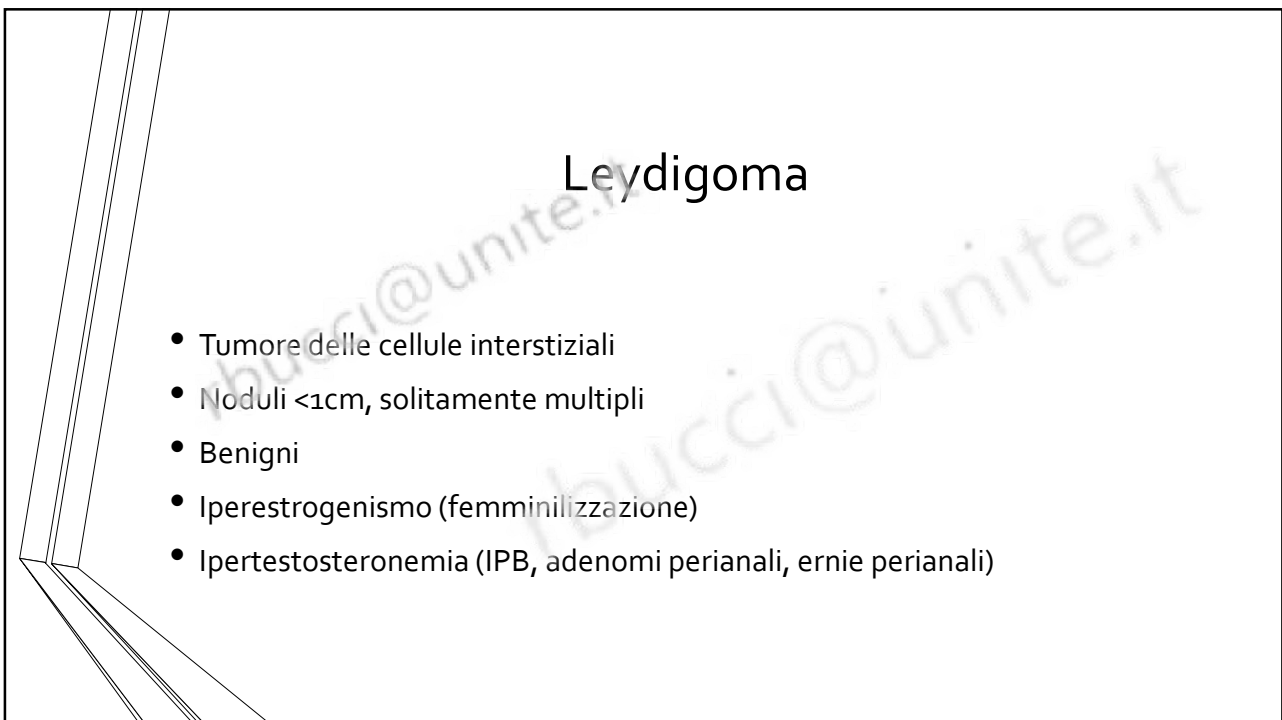 Leydigoma
• Tumore delle cellule interstiziali
• Noduli <1cm, solitamente multipli
• Benigni
• Iperestrogenismo (femminilizzazione)
• Ipertestosteronemia (IPB, adenomi perianali, ernie perianali)
rbucci@unite.it
rbucci@unite.it